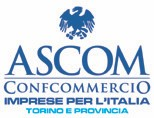 ASCOM
CONFCOMMERCIO
IMPRESE PER L'ITALIA
TORINO E PROVINCIA